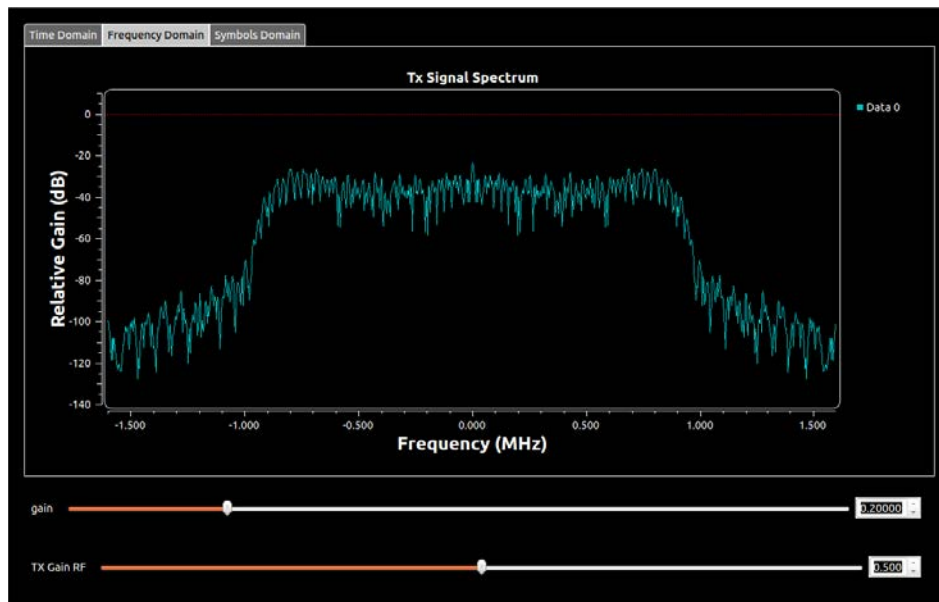 Time Domain Frequency Domain Symbols Domain
Tx Signal Spectrum
Data 0
Relative Gain (dB)
0
-20
-40
-60
-80
-100
-120
-140
-1.500 -1.000 -0.500 0.000 0.500 1.000 1.500
Frequency (MHz)
gain 0.20000
TX Gain RF 0.500